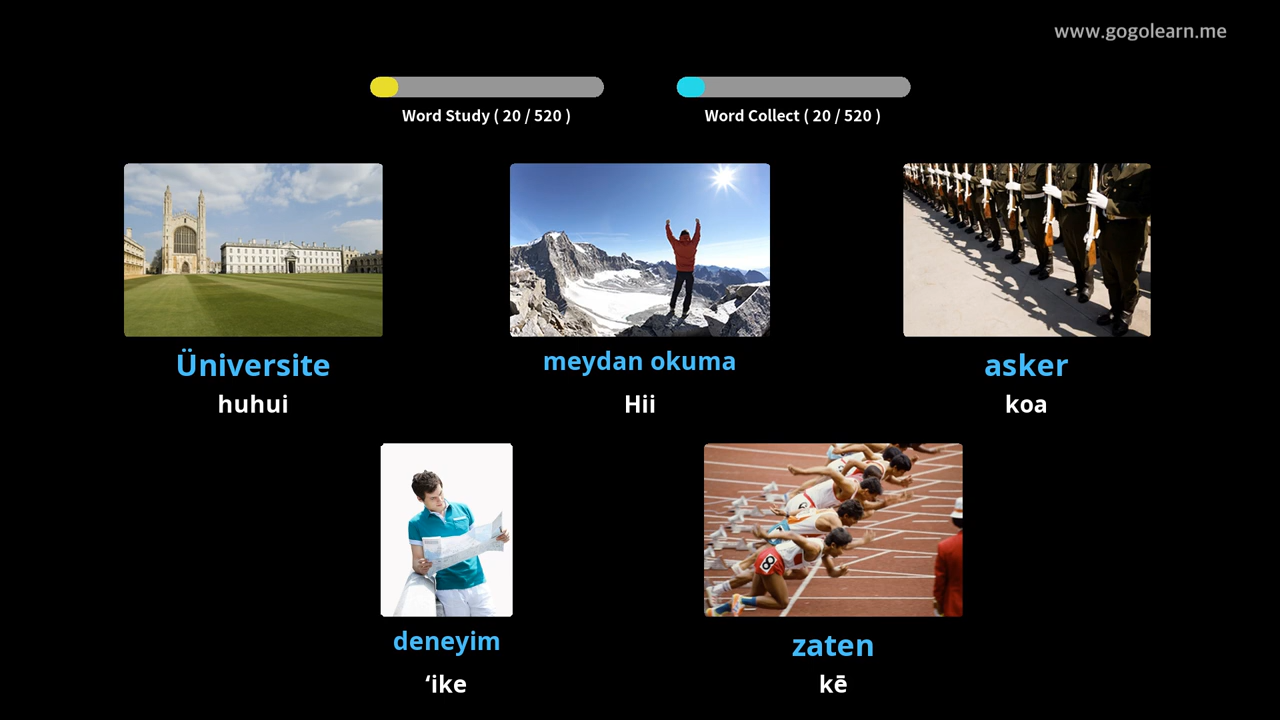 www.gogolearn.me
Word Study ( 20 / 520 )
Word Collect ( 20 / 520 )
Üniversite
huhui
meydan okuma
Hii
asker
koa
deneyim
ʻike
zaten
kē